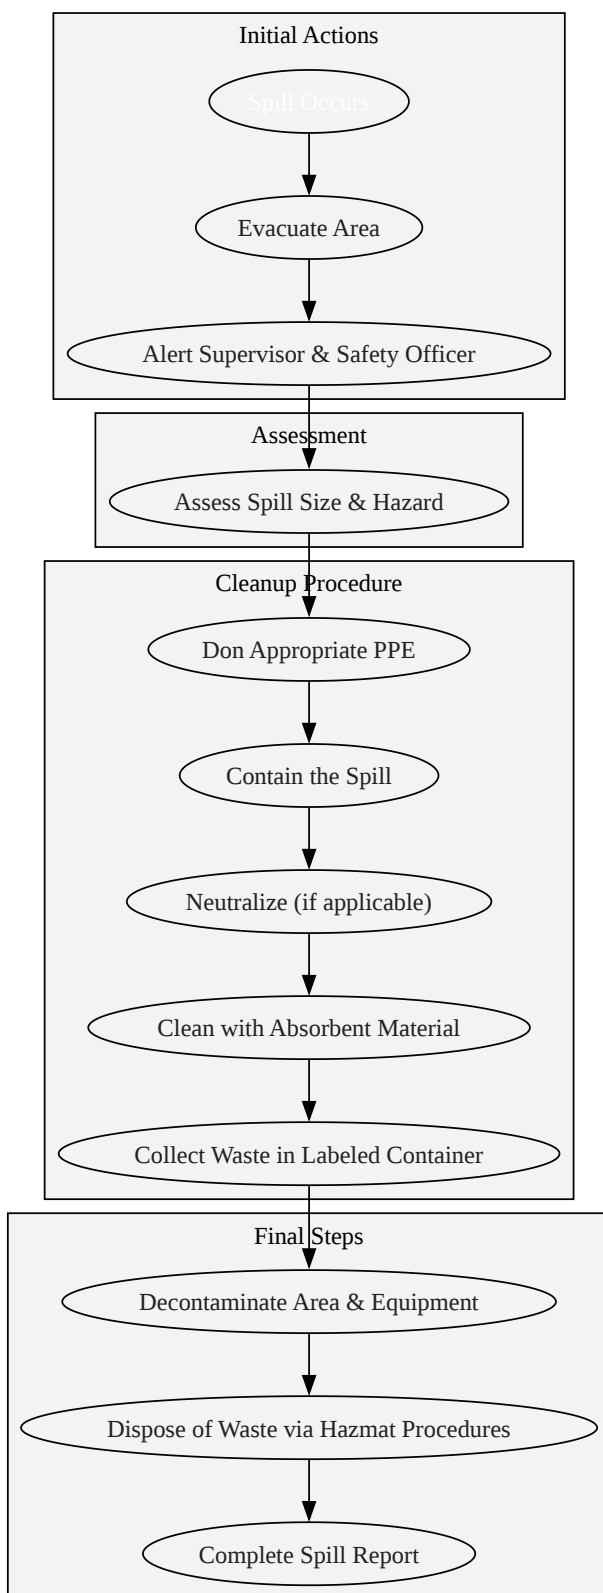 Initial Actions
Spill Occurs
Evacuate Area
Alert Supervisor & Safety Officer
Assessment
Assess Spill Size & Hazard
Cleanup Procedure
Don Appropriate PPE
Contain the Spill
Neutralize (if applicable)
Clean with Absorbent Material
Collect Waste in Labeled Container
Final Steps
Decontaminate Area & Equipment
Dispose of Waste via Hazmat Procedures
Complete Spill Report